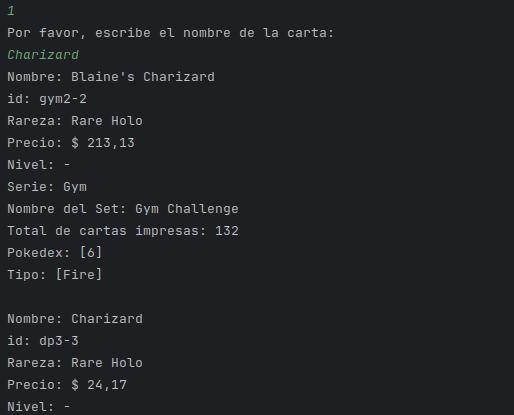 1
Por favor, escribe el nombre de la carta:
Charizard
Nombre: Blaine's Charizard
id: gym2-2
Rareza: Rare Holo
Precio: $ 213,13
Nivel: -
Serie: Gym
Nombre del Set: Gym Challenge
Total de cartas impresas: 132
Pokedex: [6]
Tipo: [Fire]

Nombre: Charizard
id: dp3-3
Rareza: Rare Holo
Precio: $ 24,17
Nivel: -